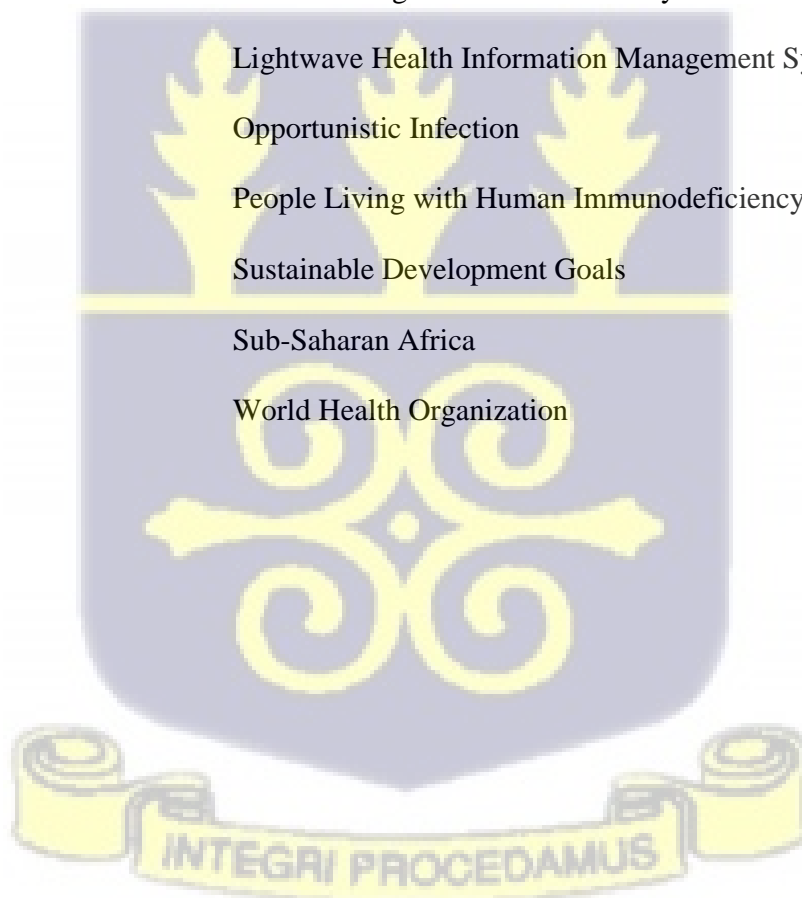 Lightwave Health Information Management
Opportunistic Infection
People Living with Human Immunodeficiency
Sustainable Development Goals
Sub-Saharan Africa
World Health Organization
INTEGRI PROCEDAMUS